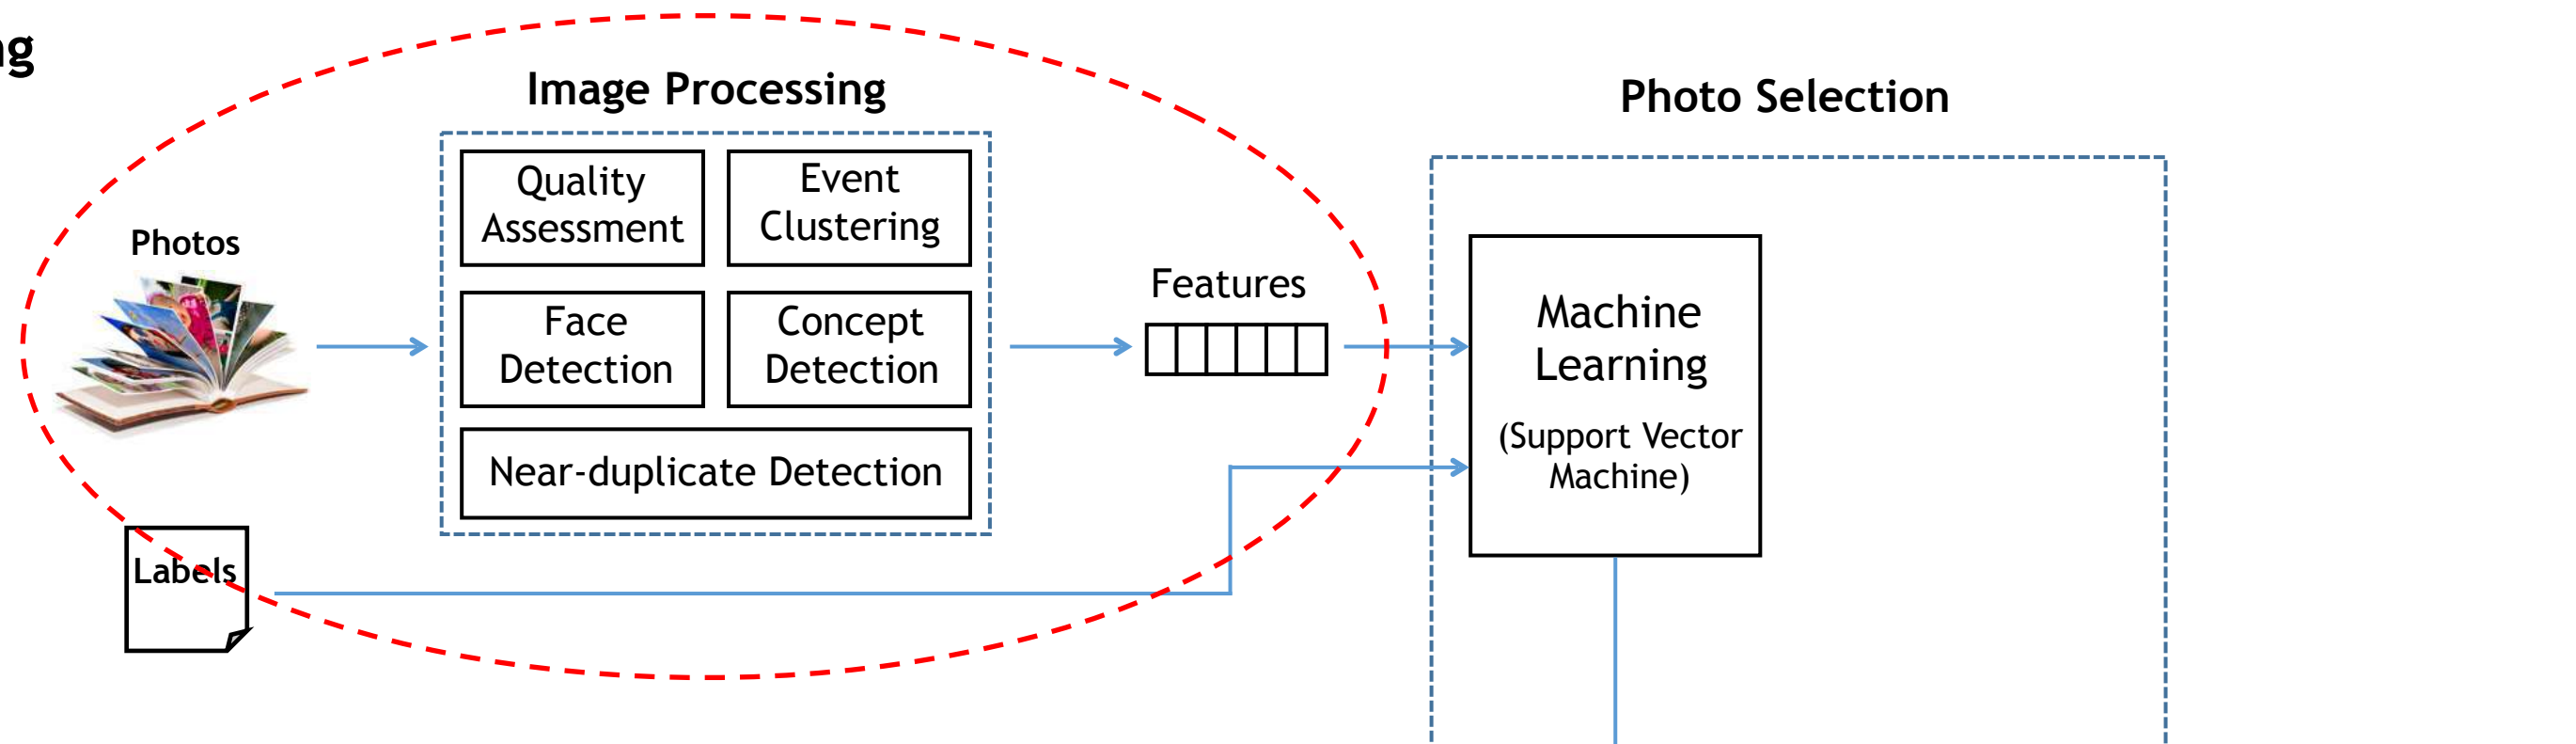 Image Processing
Photo Selection
Quality
Assessment
Event
Clustering
Photos
Features
Face
Detection
Concept
Detection
Machine
Learning
(Support Vector
Machine)
Near-duplicate Detection
Labels